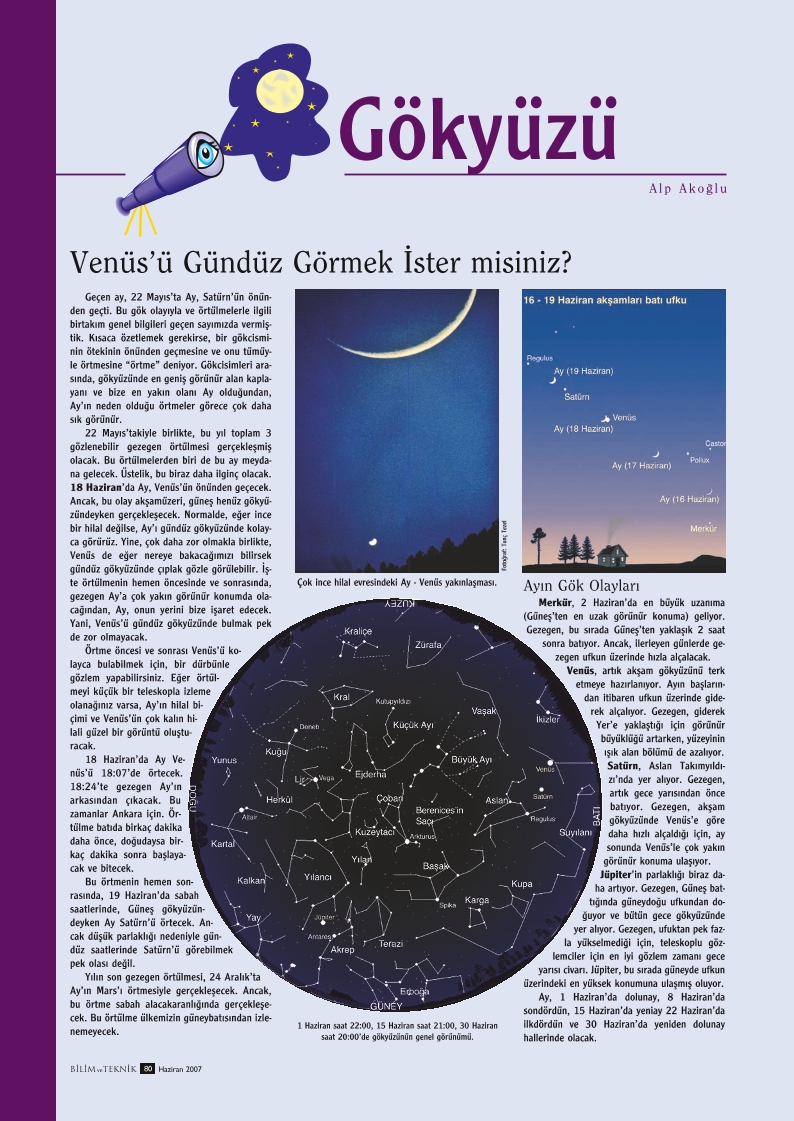 Gökyüzü
Alp Akoğlu
Venüs'ü Gündüz Görmek İster misiniz?
Geçen ay, 22 Mayıs'ta Ay, Satürn'ün önün-
den geçti. Bu gök olayıyla ve örtülmelerle ilgili
birtakım genel bilgileri geçen sayımızda vermiş-
tik. Kısaca özetlemek gerekirse, bir gökcismi-
nin ötekinin önünden geçmesine ve onu tümüy-
le örtmesine “örtme” deniyor. Gökcisimleri ara-
sında, gökyüzünde en geniş görünür alan kapla-
yanı ve bize en yakın olanı Ay olduğundan,
Ay'ın neden olduğu örtmeler görece çok daha
sık görünür.
22 Mayıs'takiyle birlikte, bu yıl toplam 3
gözlenebilir gezegen örtülmesi gerçekleşmiş
olacak. Bu örtülmelerden biri de bu ay meyda-
na gelecek. Üstelik, bu biraz daha ilginç olacak.
18 Haziran'da Ay, Venüs'ün önünden geçecek.
Ancak, bu olay akşamüzeri, güneş henüz gökyü-
zündeyken gerçekleşecek. Normalde, eğer ince
bir hilal değilse, Ay'ı gündüz gökyüzünde kolay-
ca görürüz. Yine, çok daha zor olmakla birlikte,
Venüs de eğer nereye bakacağımızı bilirsek
gündüz gökyüzünde çıplak gözle görülebilir. İş-
te örtülmenin hemen öncesinde ve sonrasında,
gezegen Ay'a çok yakın görünür konumda ola-
cağından, Ay, onun yerini bize işaret edecek.
Yani, Venüs'ü gündüz gökyüzünde bulmak pek
de zor olmayacak.
Örtme öncesi ve sonrası Venüs'ü ko-
layca bulabilmek için, bir dürbünle
gözlem yapabilirsiniz. Eğer örtül-
meyi küçük bir teleskopla izleme
olanağınız varsa, Ay'ın hilal bi-
çimi ve Venüs'ün çok kalın hi-
lali güzel bir görüntü oluştu-
racak.
18 Haziran'da Ay Ve-
nüs'ü 18:07'de örtecek.
18:24'te gezegen Ay'ın
arkasından çıkacak. Bu
zamanlar Ankara için. Ör-
tülme batıda birkaç dakika
daha önce, doğudaysa bir-
kaç dakika sonra başlaya-
cak ve bitecek.
Bu örtmenin hemen son-
rasında, 19 Haziran'da sabah
saatlerinde, Güneş gökyüzün-
deyken Ay Satürn'ü örtecek. An-
cak düşük parlaklığı nedeniyle gün-
düz saatlerinde Satürn'ü görebilmek
pek olası değil.
Yılın son gezegen örtülmesi, 24 Aralık'ta
Ay'ın Mars'ı örtmesiyle gerçekleşecek. Ancak,
bu örtme sabah alacakaranlığında gerçekleşe-
cek. Bu örtülme ülkemizin güneybatısından izle-
nemeyecek.
Fotoğraf: Tunç Tezel
Çok ince hilal evresindeki Ay - Venüs yakınlaşması.
16 - 19 Haziran akşamları batı ufku
Regulus
Ay (19 Haziran)
Satürn
Venüs
Ay (18 Haziran)
Castor
Pollux
Ay (17 Haziran)
Ay (16 Haziran)
Merkür
Ayın Gök Olayları
Merkür, 2 Haziran'da en büyük uzanıma
(Güneş'ten en uzak görünür konuma) geliyor.
Gezegen, bu sırada Güneş'ten yaklaşık 2 saat
sonra batıyor. Ancak, ilerleyen günlerde ge-
zegen ufkun üzerinde hızla alçalacak.
Venüs, artık akşam gökyüzünü terk
etmeye hazırlanıyor. Ayın başların-
dan itibaren ufkun üzerinde gide-
rek alçalıyor. Gezegen, giderek
Yer'e yaklaştığı için görünür
büyüklüğü artarken, yüzeyinin
ışık alan bölümü de azalıyor.
Satürn, Aslan Takımyıldı-
zı'nda yer alıyor. Gezegen,
artık gece yarısından önce
batıyor. Gezegen, akşam
gökyüzünde Venüs'e göre
daha hızlı alçaldığı için, ay
sonunda Venüs'le çok yakın
görünür konuma ulaşıyor.
Jüpiter'in parlaklığı biraz da-
ha artıyor. Gezegen, Güneş bat-
tığında güneydoğu ufkundan do-
ğuyor ve bütün gece gökyüzünde
yer alıyor. Gezegen, ufuktan pek faz-
la yükselmediği için, teleskoplu göz-
lemciler için en iyi gözlem zamanı gece
yarısı civarı. Jüpiter, bu sırada güneyde ufkun
üzerindeki en yüksek konumuna ulaşmış oluyor.
Ay, 1 Haziran'da dolunay, 8 Haziran'da
sondördün, 15 Haziran'da yeniay 22 Haziran'da
ilkdördün ve 30 Haziran'da yeniden dolunay
hallerinde olacak.
KUZEY
Kraliçe
Zürafa
Kral
Kutupyıldızı
Vaşak
Deneb
Küçük Ayı
İkizler
Kuğu
Yunus
Büyük Ayı
Venüs
Lir
Vega
Ejderha
DOĞU
Herkül
Çoban
Aslan
Satürn
Altair
Berenices'in
Saçı
Regulus
BATI
Kuzeytacı
Arkturus
Suyılanı
Kartal
Yılan
Başak
Kalkan
Yılancı
Kupa
Karga
Spika
Yay
Jüpiter
Antares
Akrep
Terazi
Erboğa
GÜNEY
1 Haziran saat 22:00, 15 Haziran saat 21:00, 30 Haziran
saat 20:00'de gökyüzünün genel görünümü.
BİLİM ve TEKNİK 80 Haziran 2007